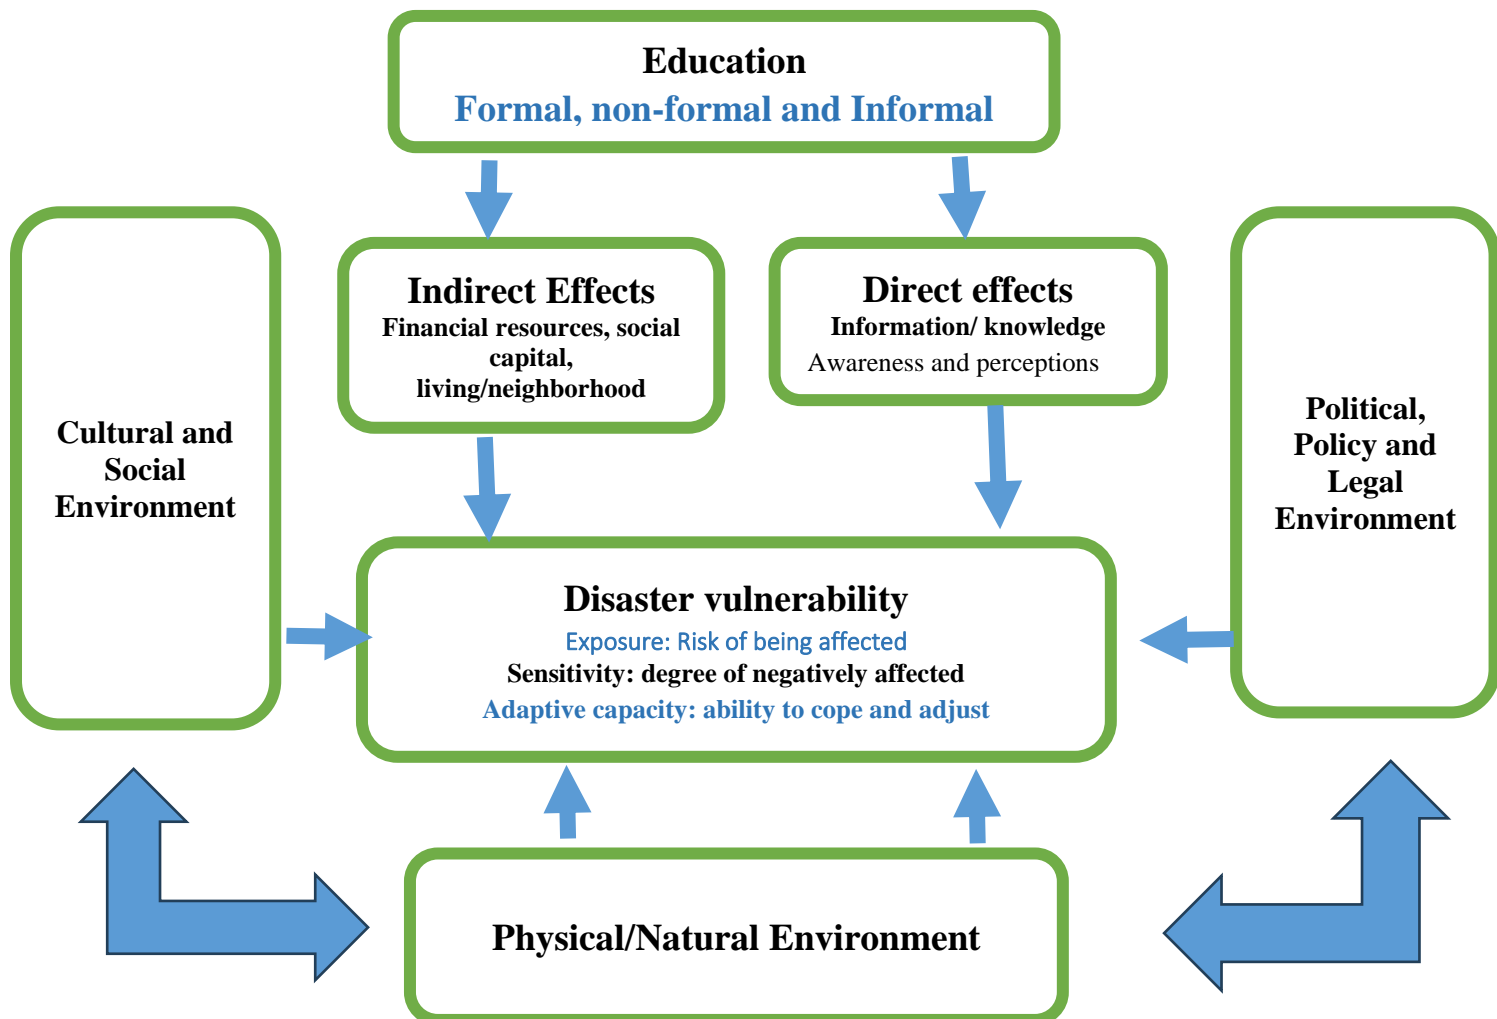 Education
Formal, non-formal and Informal
Indirect Effects
Financial resources, social
capital,
living/neighborhood
Direct effects
Information/ knowledge
Awareness and perceptions
Cultural and
Social
Environment
Political,
Policy and
Legal
Environment
Disaster vulnerability
Exposure: Risk of being affected
Sensitivity: degree of negatively affected
Adaptive capacity: ability to cope and adjust
Physical/Natural Environment